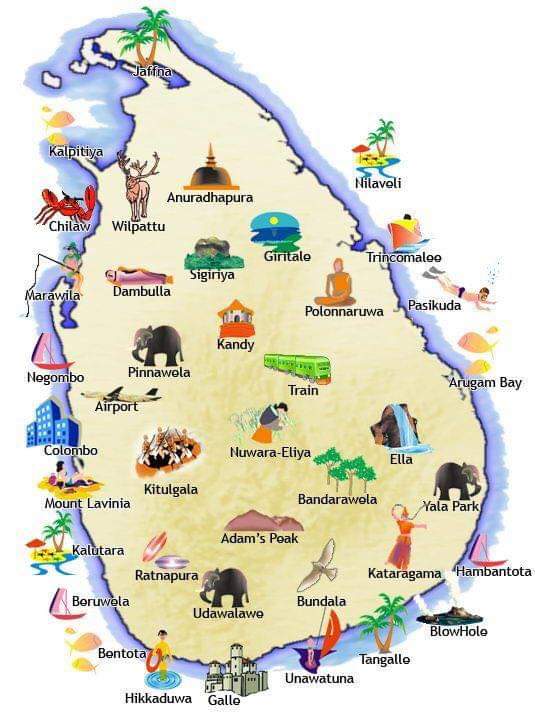 Jaffna
Kalpitiya
Nilaveli
Anuradhapura
Chilaw
Wilpattu
Giritale
Trincomalee
Sigiriya
Dambulla
Marawila
Polonnaruwa
Pasikuda
Kandy
Pinnawela
Negombo
Train
Arugam Bay
Airport
Colombo
Nuwara-Eliya
Ella
Kitulgala
Bandarawela
Mount Lavinia
Yala Park
Adam's Peak
Kalutara
Ratnapura
Kataragama
Hambantota
Beruwela
Udawalawe
Bundala
BlowHole
Bentota
Tangalle
Unawatuna
Hikkaduwa
Galle